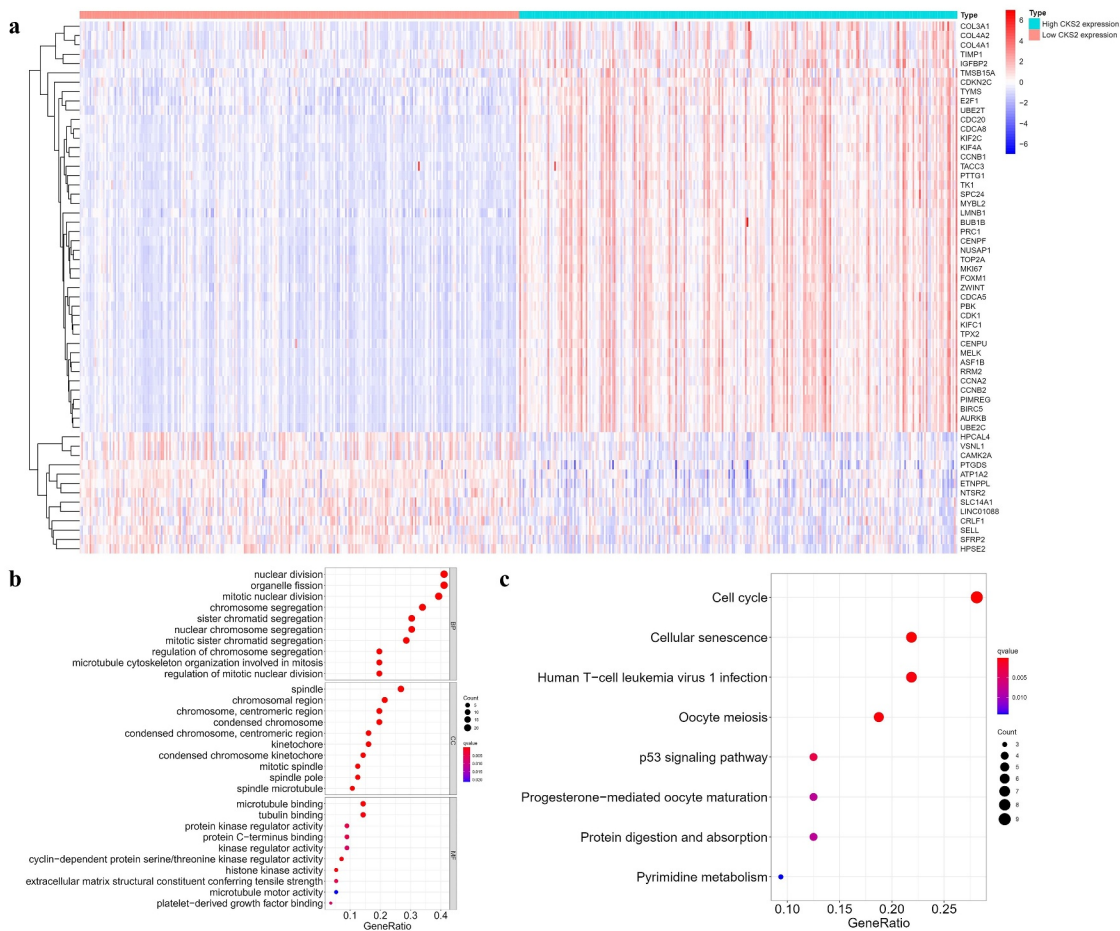 a
Type
COL3A1
COL4A2
COL4A1
TIMP1
IGFBP2
TMSB15A
CDKN2C
TYMS
E2F1
UBE2T
CDC20
CDCA8
KIF2C
KIF4A
CCNB1
TACC3
PTTG1
TK1
SPC24
MYBL2
LMNB1
BUB1B
PRC1
CENPF
NUSAP1
TOP2A
MKI67
FOXM1
ZWINT
CDCA5
PBK
CDK1
KIFC1
TPX2
CENPU
MELK
ASF1B
RRM2
CCNA2
CCNB2
PIMREG
BIRC5
AURKB
UBE2C
HPCAL4
VSNL1
CAMK2A
PTGDS
ATP1A2
ETNPPL
NTSR2
SLC14A1
LINC01088
CRLF1
SELL
SFRP2
HPSE2
6
4
2
0
−2
−4
−6
Type
High CKS2 expression
Low CKS2 expression
b
nuclear division
organelle fission
mitotic nuclear division
chromosome segregation
sister chromatid segregation
nuclear chromosome segregation
mitotic sister chromatid segregation
regulation of chromosome segregation
microtubule cytoskeleton organization involved in mitosis
regulation of mitotic nuclear division
BP
spindle
chromosomal region
chromosome, centromeric region
condensed chromosome
condensed chromosome, centromeric region
kinetochore
condensed chromosome kinetochore
mitotic spindle
spindle pole
spindle microtubule
CC
microtubule binding
tubulin binding
protein kinase regulator activity
protein C−terminus binding
kinase regulator activity
cyclin−dependent protein serine/threonine kinase regulator activity
histone kinase activity
extracellular matrix structural constituent conferring tensile strength
microtubule motor activity
platelet−derived growth factor binding
MF
0.1 0.2 0.3 0.4
GeneRatio
Count
5
10
15
20
qvalue
0.005
0.010
0.015
0.020
c
Cell cycle
Cellular senescence
Human T−cell leukemia virus 1 infection
Oocyte meiosis
p53 signaling pathway
Progesterone−mediated oocyte maturation
Protein digestion and absorption
Pyrimidine metabolism
0.10 0.15 0.20 0.25
GeneRatio
qvalue
0.005
0.010
Count
3
4
5
6
7
8
9